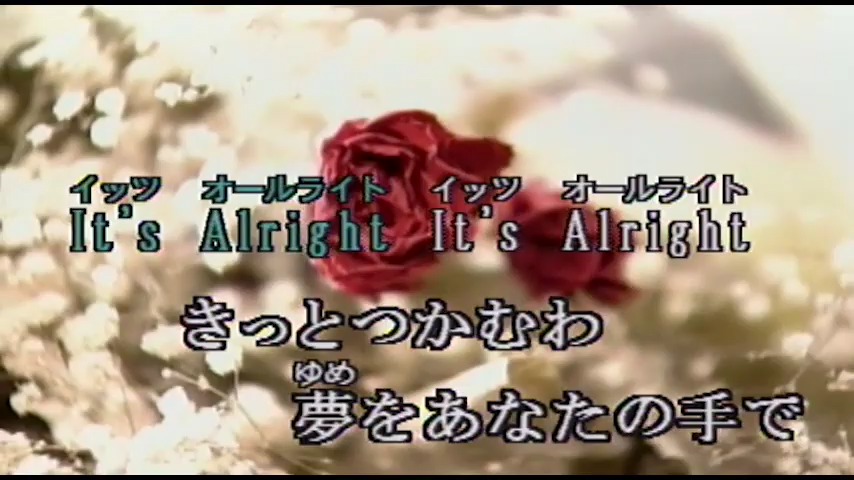 イッツ オールライト イッツ オールライト
It's Alright It's Alright
きっとつかむわ
ゆめ
夢をあなたの手で